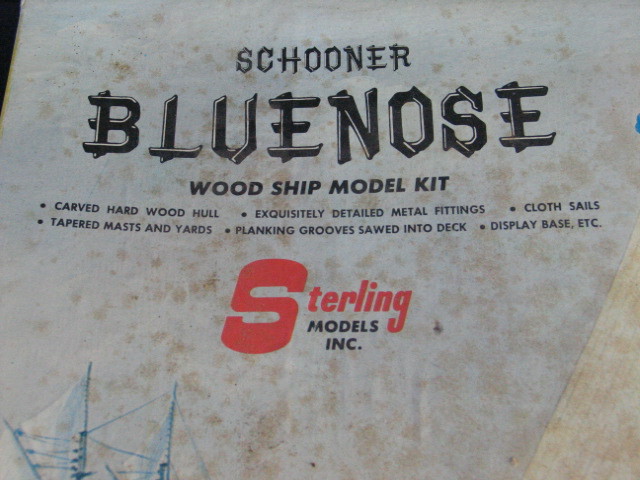 SCHOONER
BLUENOSE
WOOD SHIP MODEL KIT
• CARVED HARD WOOD HULL • EXQUISITELY DETAILED METAL FITTINGS • CLOTH SAILS
• TAPERED MASTS AND YARDS • PLANKING GROOVES SAWED INTO DECK • DISPLAY BASE, ETC.
Sterling
MODELS
INC.